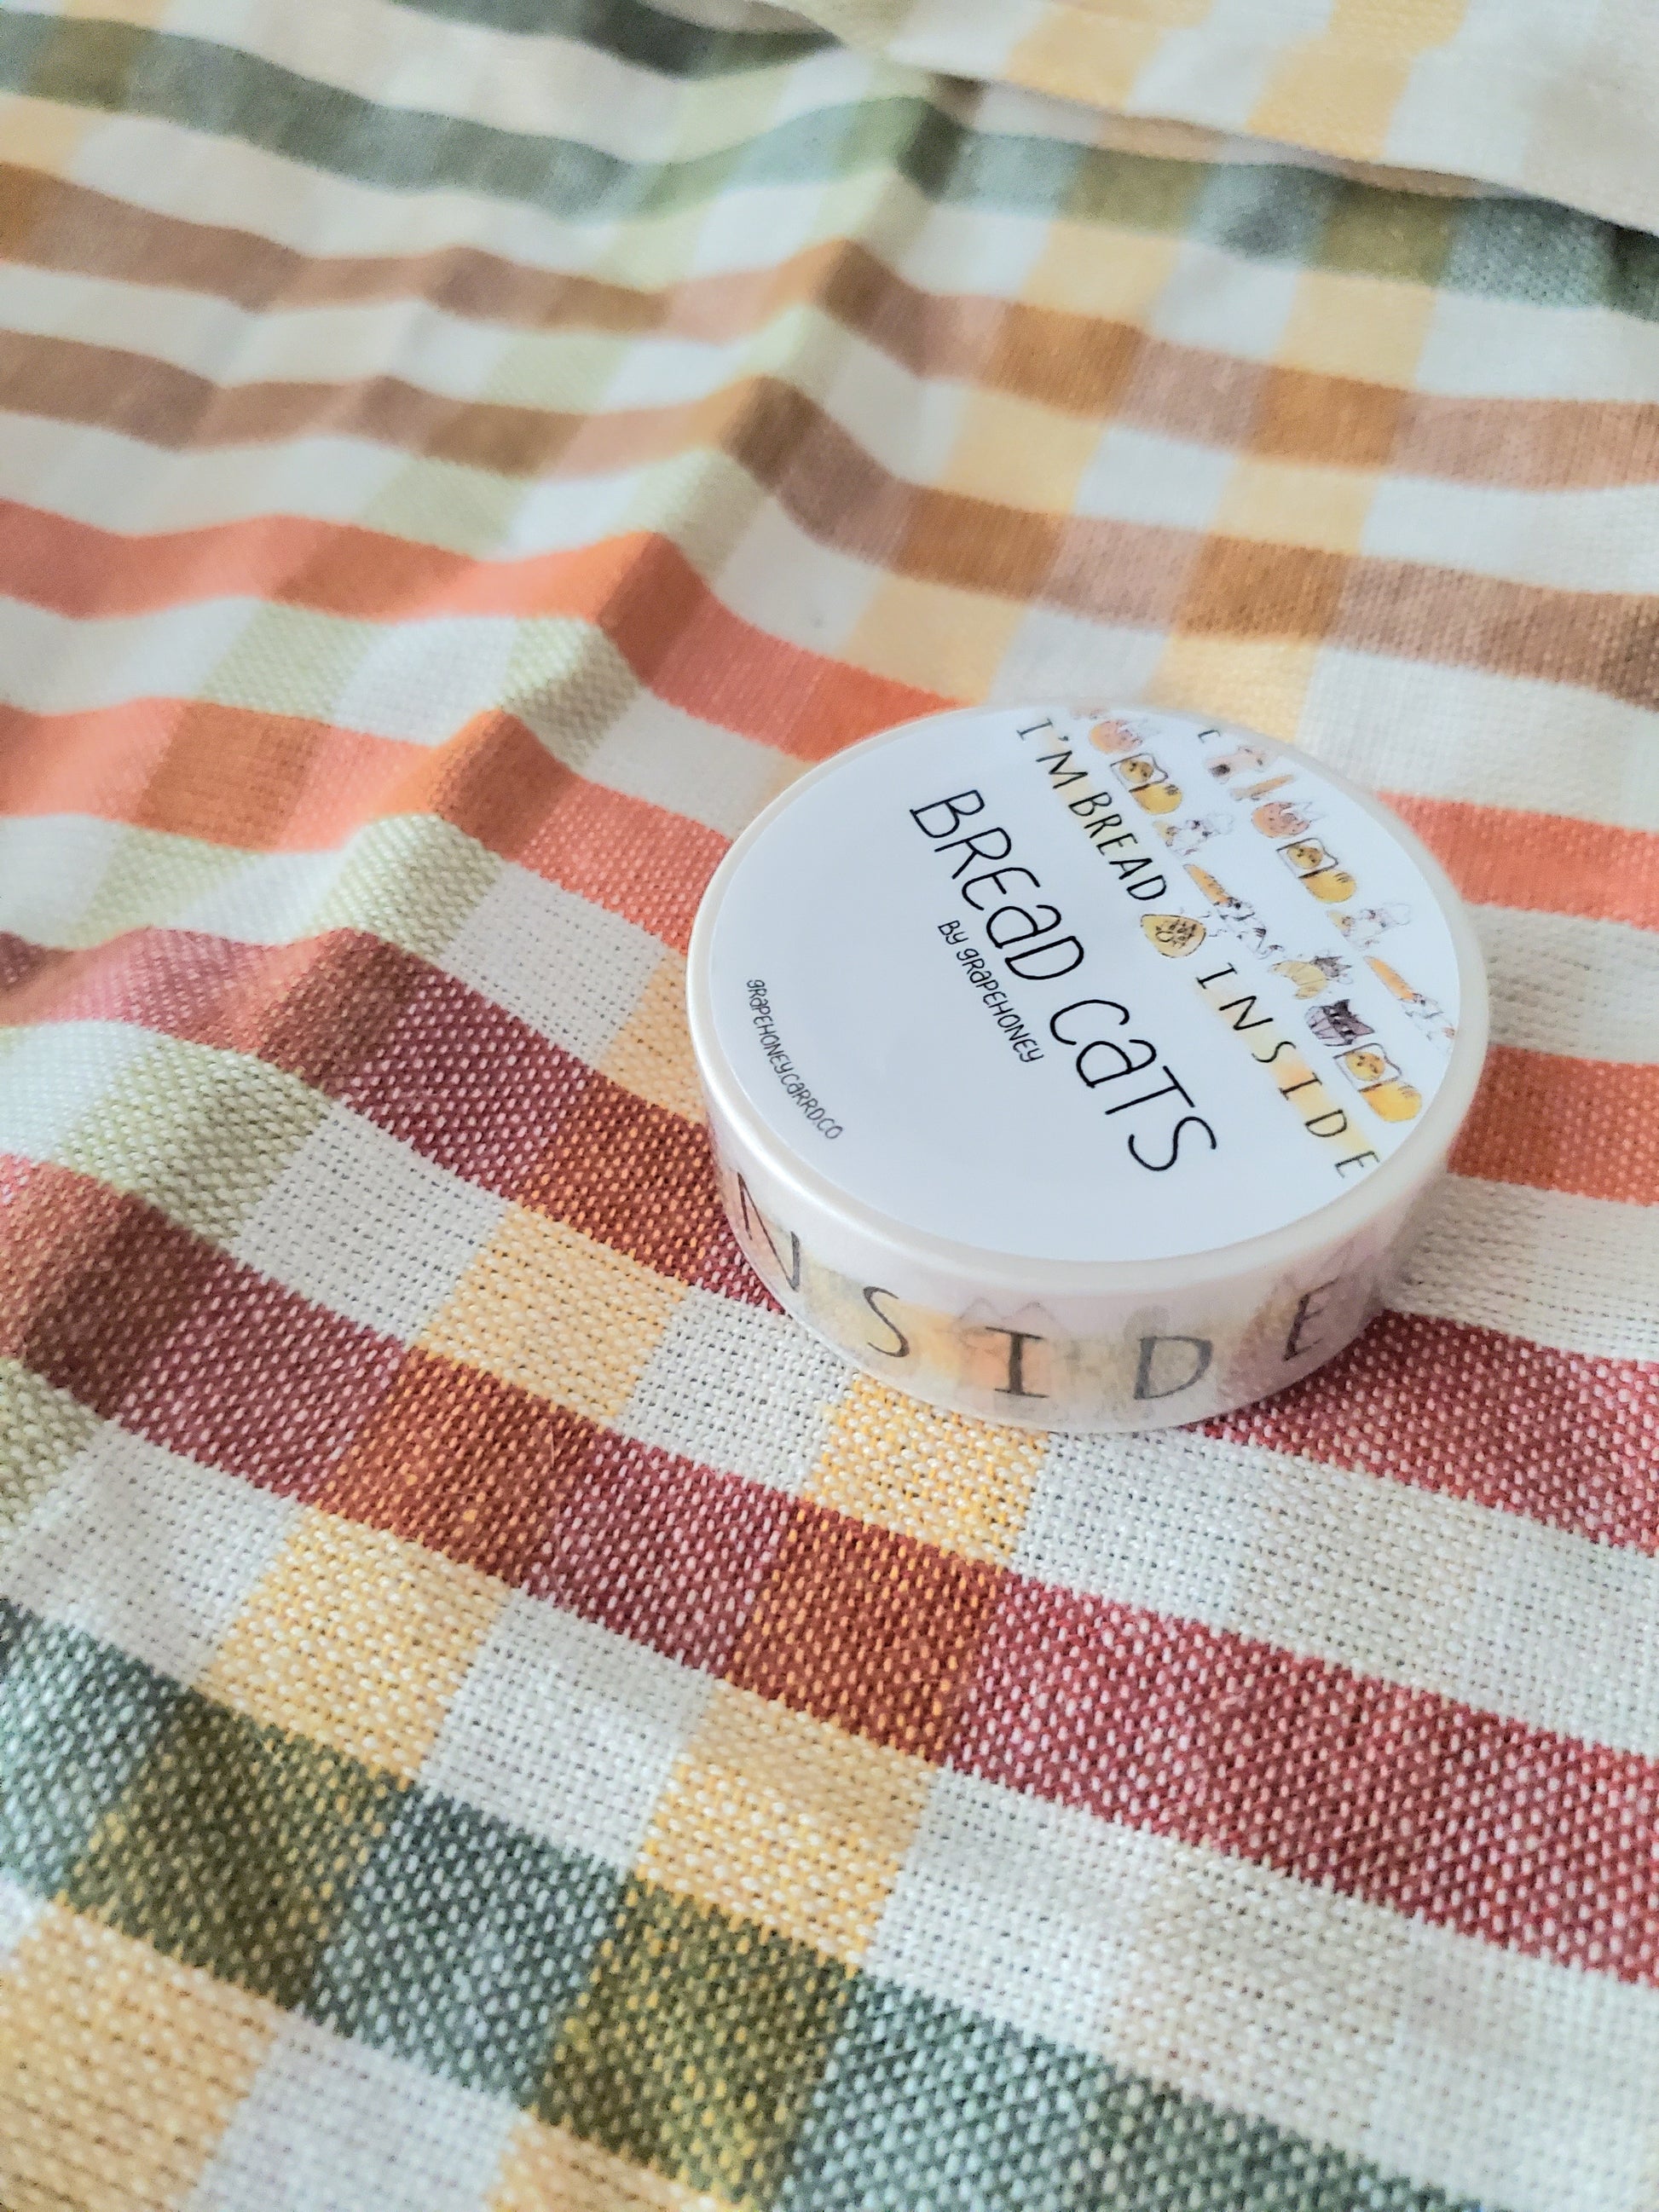 I'M BREAD INSIDE
BREAD CATS
BY GRAPEHONEY
GRAPEHONEY.CARRD.CO
NSIDE